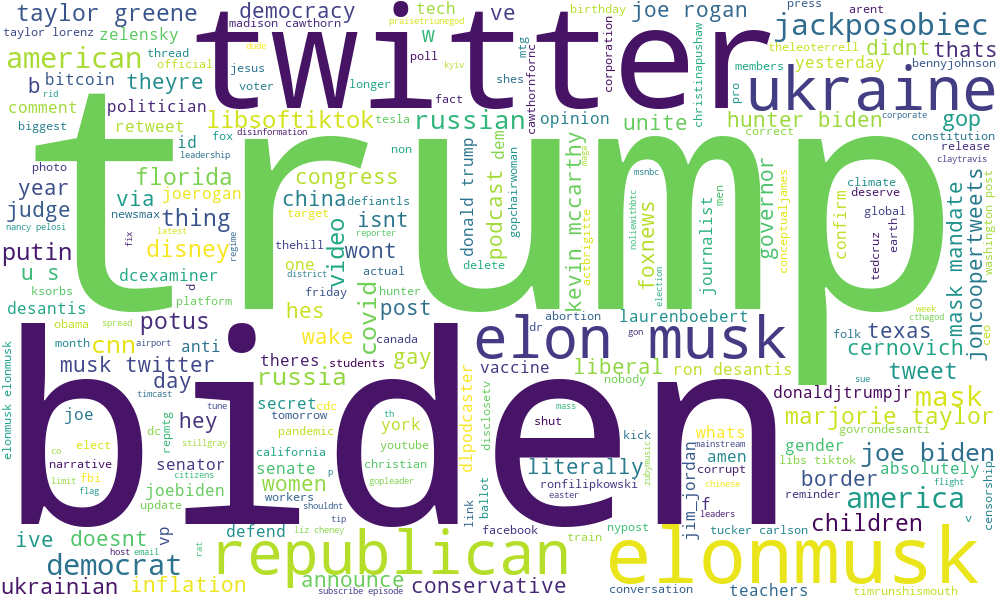 trump
biden
twitter
elon musk
elonmusk
republican
ukraine
taylor greene
democracy
tech
ve
joe rogan
birthday
press
arent
jackposobiec
madison cawthorn
praisetriunegod
taylor lorenz
zelensky
thread
official
american
w
mtg
corporation
theleoterrell
didnt
thats
dude
jesus
poll
kyiv
shes
members
yesterday
bennyjohnson
b
bitcoin
theyre
voter
longer
fact
cawthornfornc
christinapushaw
pro
rid
comment
politician
libsoftiktok
tesla
russian
opinion
unite
hunter biden
corporate
gop
biggest
retweet
disinformation
fox
non
correct
constitution
release
id
leadership
podcast dem
msnbc
claytravis
photo
florida
congress
donald trump
maga
men
climate
deserve
year
via
joerogan
china
defiantls
gopchairwoman
kevin mccarthy
noliewithbtc
governor
conceptualjames
confirm
global
earth
joncoopertweets
mask mandate
washington post
judge
newsmax
thing
target
isnt
reporter
actbrigitte
foxnews
journalist
tedcruz
nancy pelosi
fix
latest
regime
thehill
video
wont
putin
disney
one
district
actual
delete
election
u s
dcexaminer
ksorbs
platform
d
friday
hunter
desantis
hes
covid
post
abortion
laurenboebert
week
cthagod
ceo
obama
spread
potus
wake
canada
dr
gon
folk
texas
month
cnn
airport
anti
cernovich
elonmusk elonmusk
musk twitter
theres
students
gay
vaccine
liberal
ron desantis
tweet
sue
day
timcast
russia
nobody
donaldjtrumpjr
mask
joe
hey
tune
secret
cdc
tomorrow
th
york
dlpodcaster
disclosetv
mass
marjorie taylor
repmtg
dc
stillgray
pandemic
shut
kick
whats
govrondesanti
co
elect
california
youtube
zubymusic
mainstream
gender
joe biden
narrative
fbi
senator
senate
christian
literally
amen
libs tiktok
absolutely
limit
flag
citizens
p
gopleader
ballot
ronfilipkowski
jim_jordan
corrupt
chinese
border
flight
joebiden
women
workers
easter
f
reminder
america
censorship
update
shouldnt
link
leaders
ive
doesnt
vp
defend
tip
liz cheney
facebook
nypost
tucker carlson
children
v
train
democrat
host
email
rat
announce
conversation
teachers
timrunshismouth
ukrainian
inflation
subscribe episode
conservative